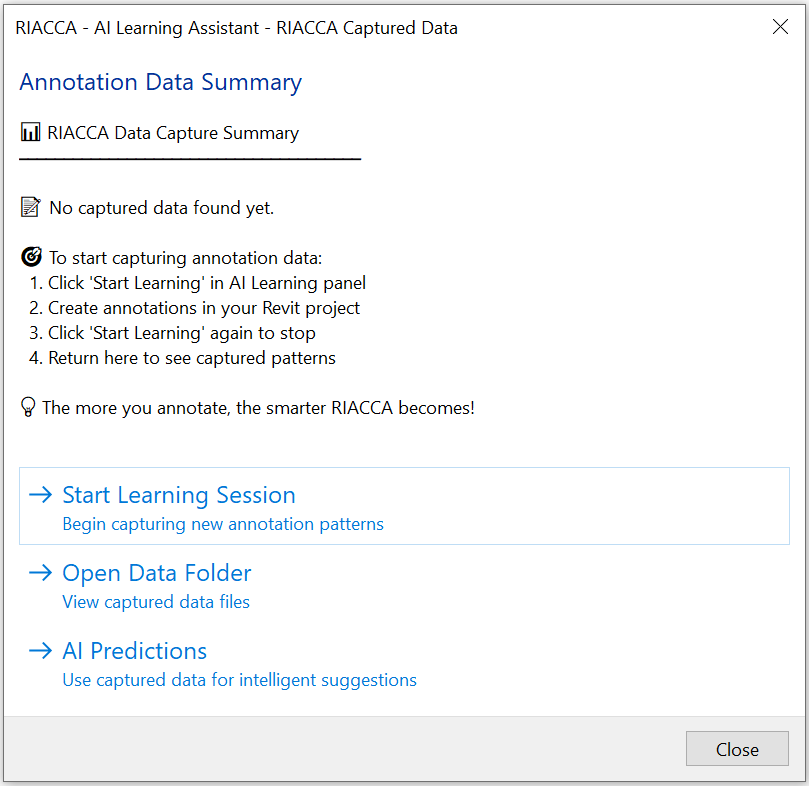 RIACCA - AI Learning Assistant - RIACCA Captured Data
Annotation Data Summary
📊 RIACCA Data Capture Summary
📝 No captured data found yet.
🎯 To start capturing annotation data:
1. Click 'Start Learning' in AI Learning panel
2. Create annotations in your Revit project
3. Click 'Start Learning' again to stop
4. Return here to see captured patterns
💡 The more you annotate, the smarter RIACCA becomes!
→ Start Learning Session
Begin capturing new annotation patterns
→ Open Data Folder
View captured data files
→ AI Predictions
Use captured data for intelligent suggestions
Close